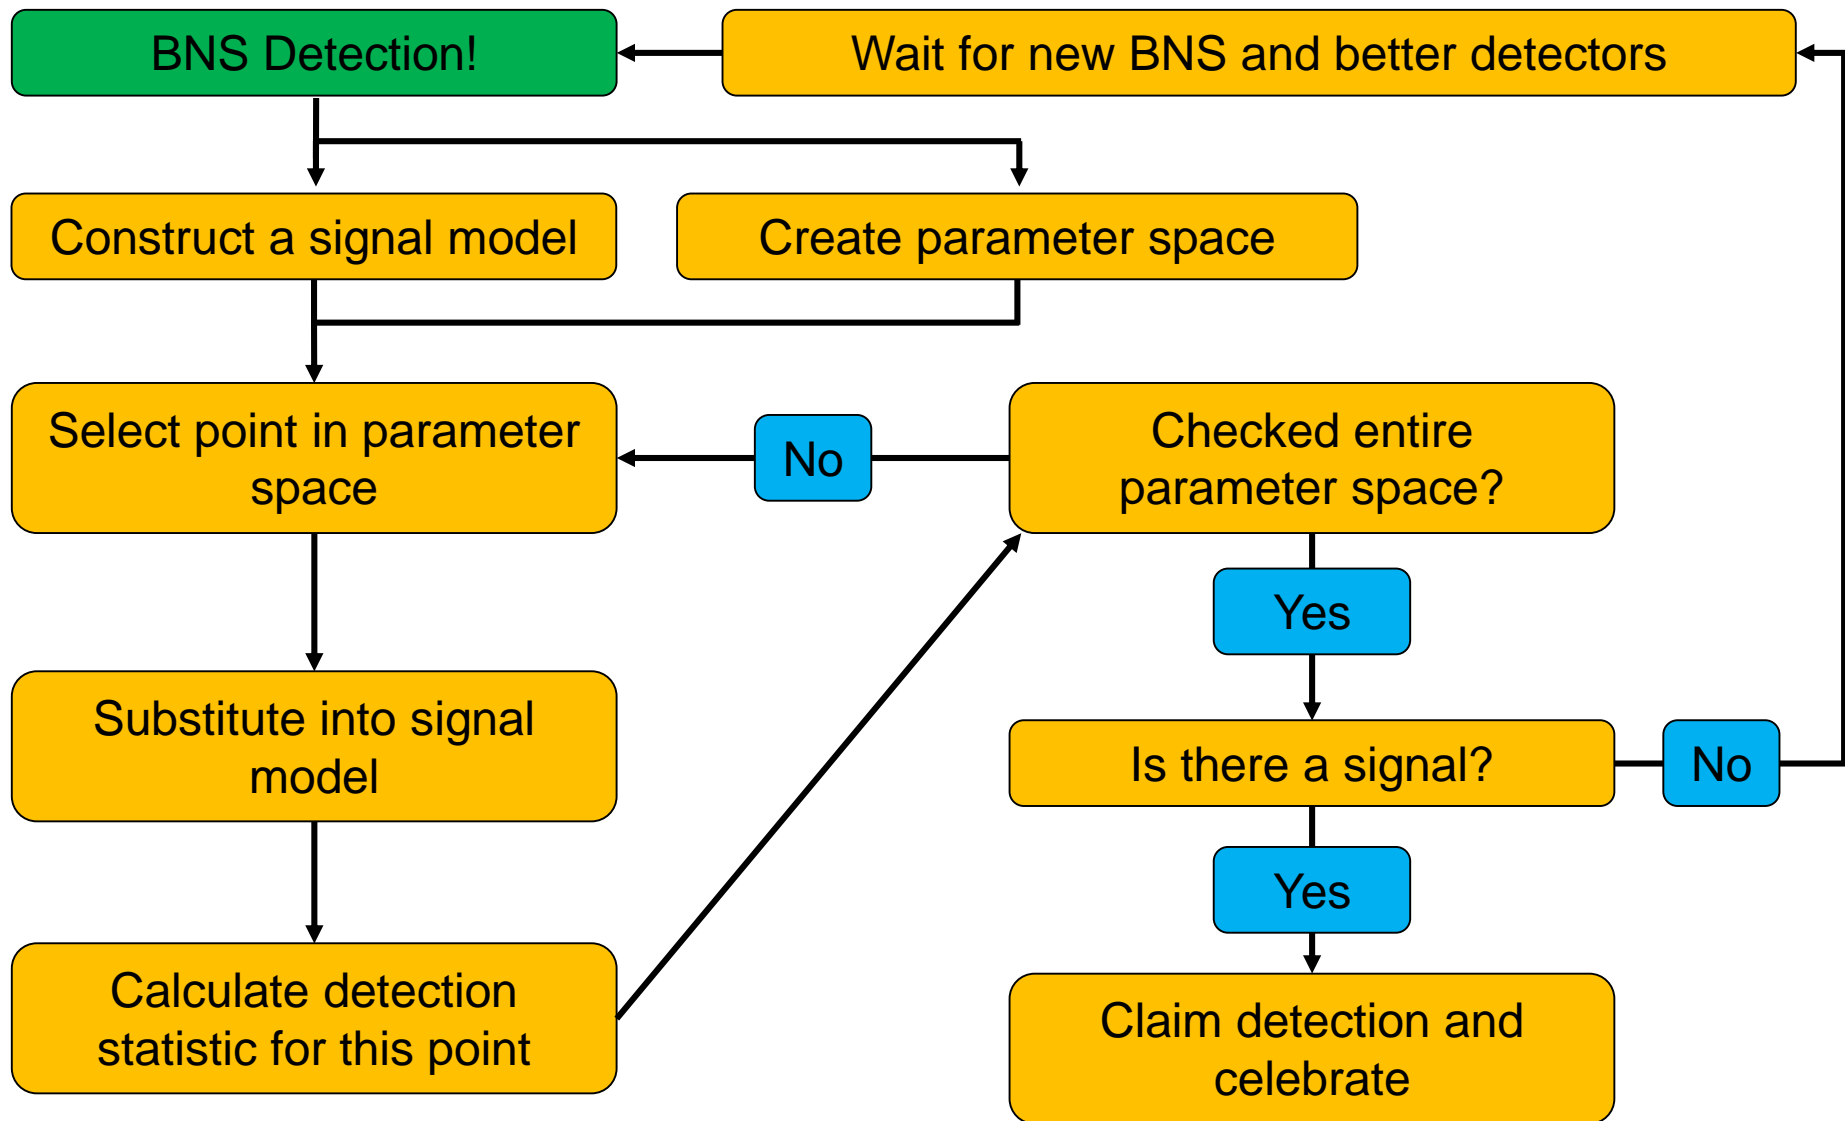 BNS Detection!
Wait for new BNS and better detectors
Construct a signal model
Create parameter space
Select point in parameter
space
No
Checked entire
parameter space?
Yes
Substitute into signal
model
Is there a signal?
No
Yes
Calculate detection
statistic for this point
Claim detection and
celebrate